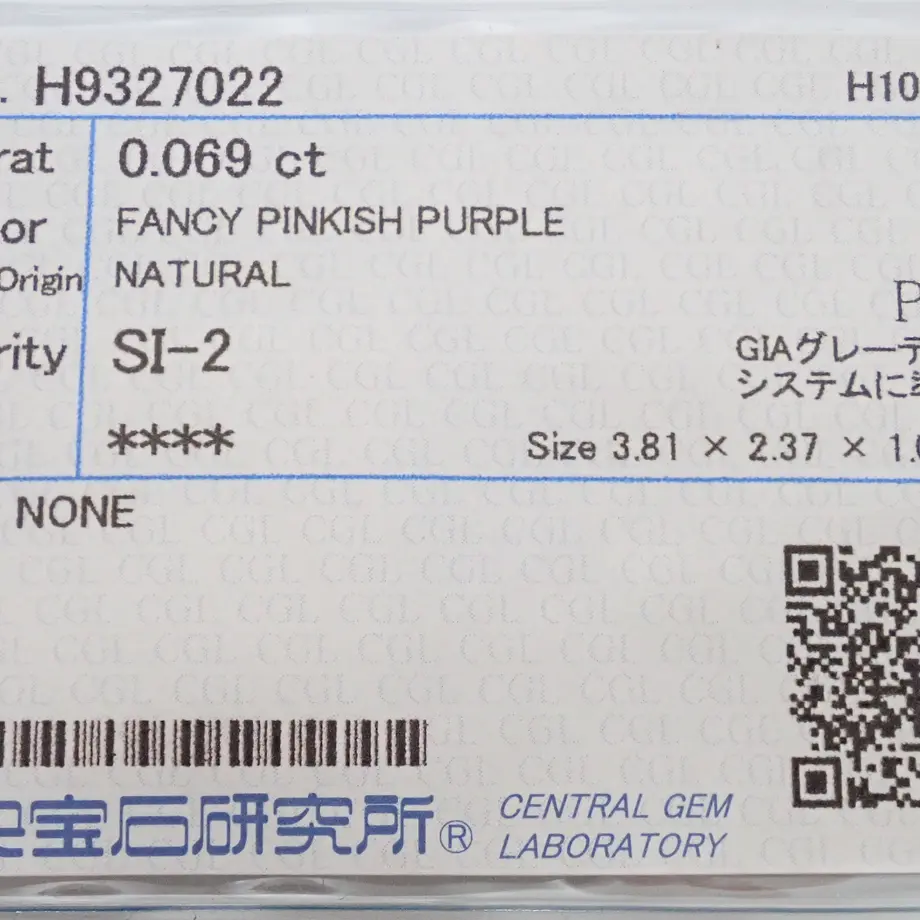 . H9327022 H10
rat 0.069 ct
or FANCY PINKISH PURPLE
Origin NATURAL
P
rity SI-2
GIAグレーデ
システムに
**** Size 3.81 × 2.37 × 1.
NONE
央宝石研究所® CENTRAL GEM
LABORATORY